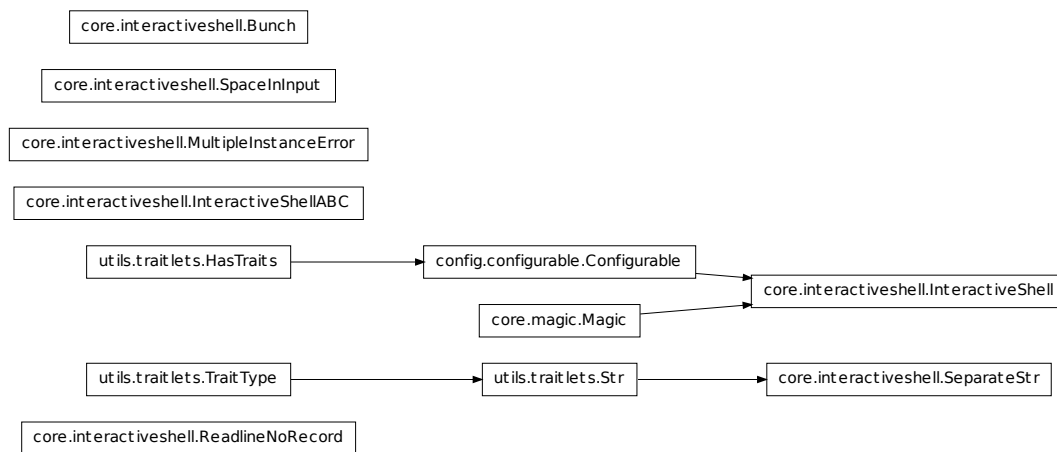 core.interactiveshell.Bunch
core.interactiveshell.SpaceInInput
core.interactiveshell.MultipleInstanceError
core.interactiveshell.InteractiveShellABC
utils.traitlets.HasTraits
config.configurable.Configurable
core.interactiveshell.InteractiveShell
core.magic.Magic
utils.traitlets.TraitType
utils.traitlets.Str
core.interactiveshell.SeparateStr
core.interactiveshell.ReadlineNoRecord